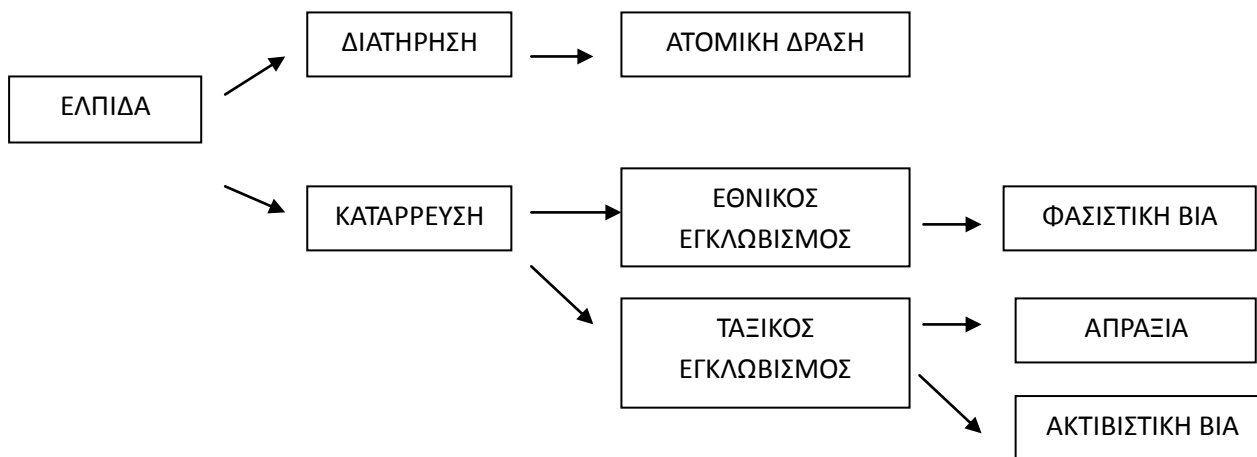 ΕΛΠΙΔΑ
ΔΙΑΤΗΡΗΣΗ
ΑΤΟΜΙΚΗ ΔΡΑΣΗ
ΚΑΤΑΡΡΕΥΣΗ
ΕΘΝΙΚΟΣ
ΕΓΚΛΩΒΙΣΜΟΣ
ΦΑΣΙΣΤΙΚΗ ΒΙΑ
ΤΑΞΙΚΟΣ
ΕΓΚΛΩΒΙΣΜΟΣ
ΑΠΡΑΞΙΑ
ΑΚΤΙΒΙΣΤΙΚΗ ΒΙΑ